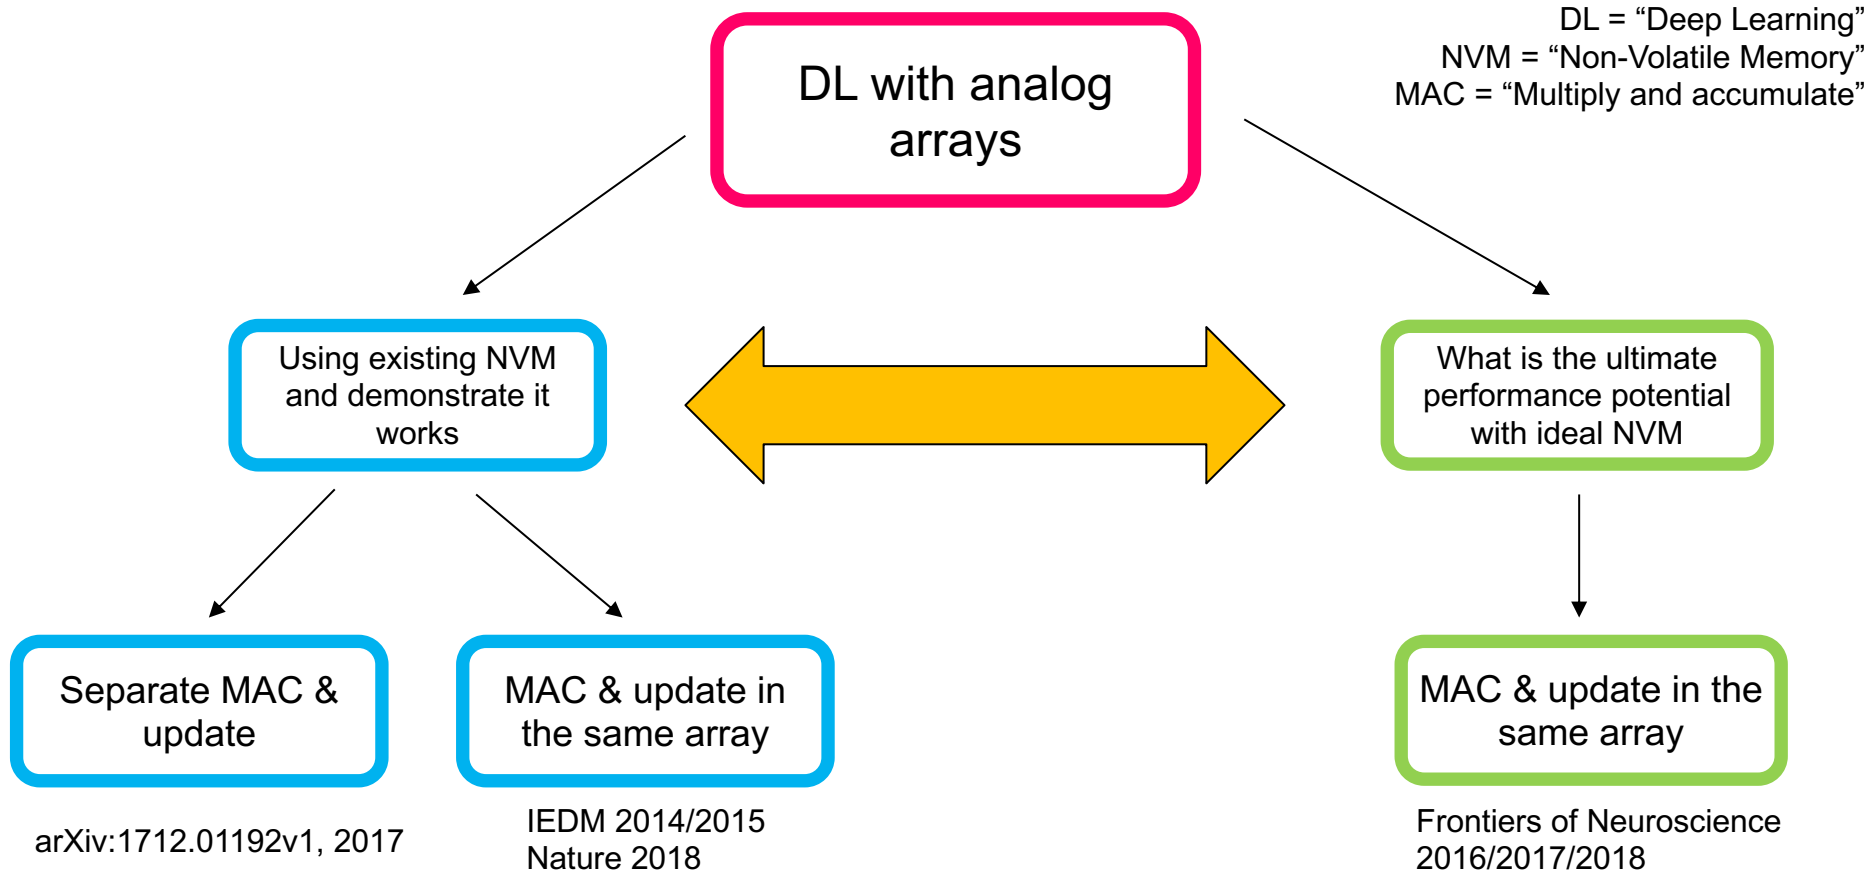 DL = “Deep Learning”
NVM = “Non-Volatile Memory”
MAC = “Multiply and accumulate”
DL with analog
arrays
Using existing NVM
and demonstrate it
works
What is the ultimate
performance potential
with ideal NVM
Separate MAC &
update
MAC & update in
the same array
MAC & update in the
same array
arXiv:1712.01192v1, 2017
IEDM 2014/2015
Nature 2018
Frontiers of Neuroscience
2016/2017/2018